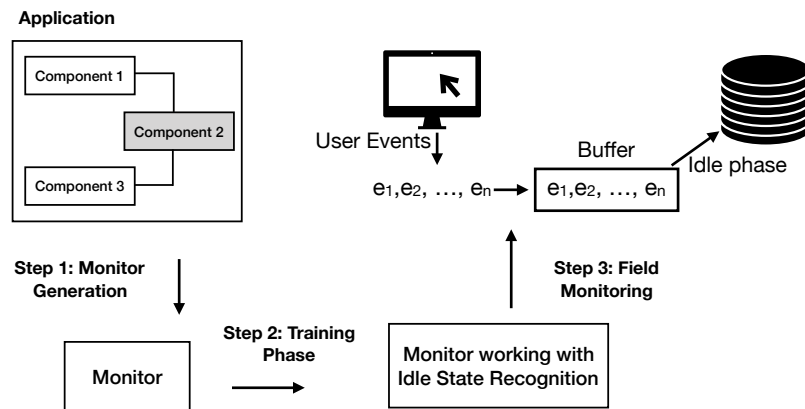 Application
Component 1
Component 2
Component 3
User Events
e1,e2, …, en
Buffer
e1,e2, …, en
Idle phase
Step 1: Monitor
Generation
Monitor
Step 2: Training
Phase
Monitor working with
Idle State Recognition
Step 3: Field
Monitoring